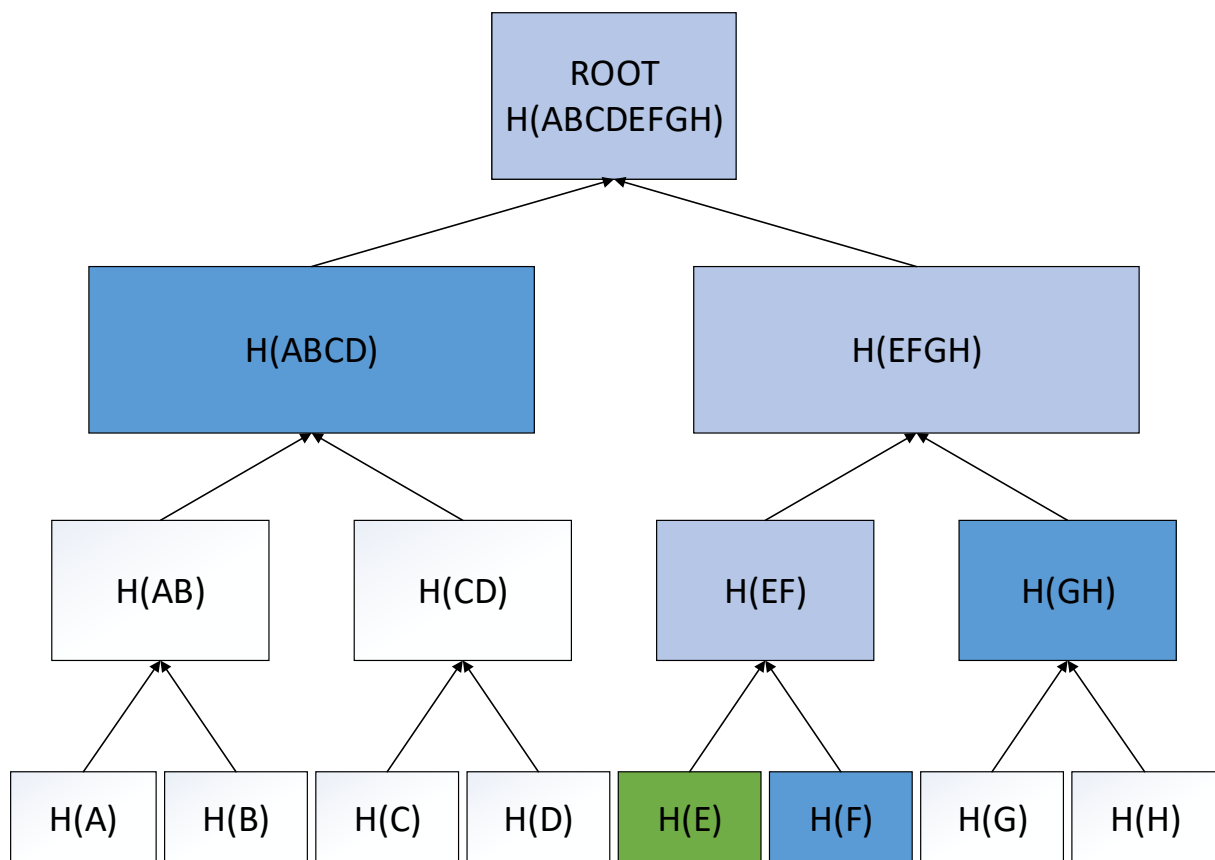 ROOT
H(ABCDEFGH)
H(ABCD)
H(EFGH)
H(AB)
H(CD)
H(EF)
H(GH)
H(A)
H(B)
H(C)
H(D)
H(E)
H(F)
H(G)
H(H)